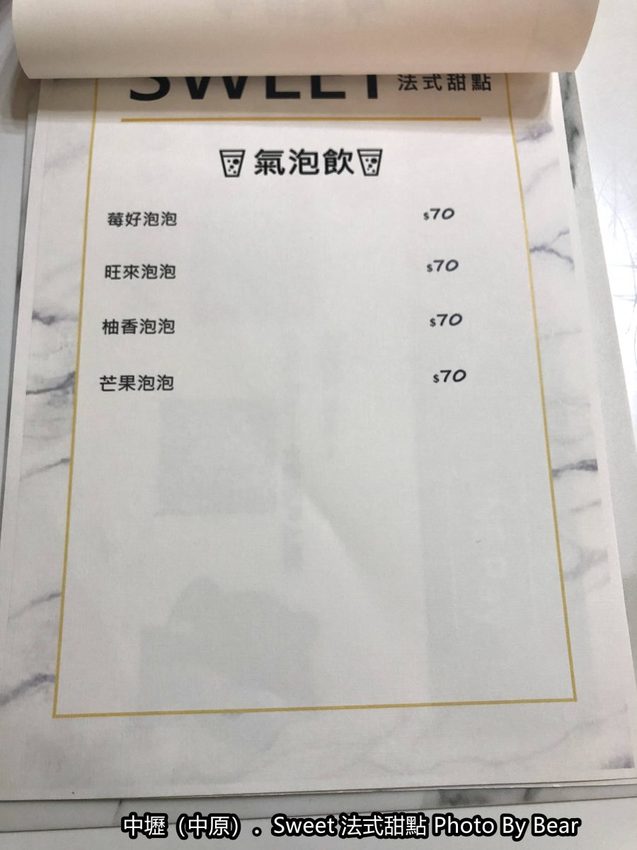 SWEET 法式甜點
氣泡飲
莓好泡泡 $70
旺來泡泡 $70
柚香泡泡 $70
芒果泡泡 $70
中壢（中原）. Sweet 法式甜點 Photo By Bear